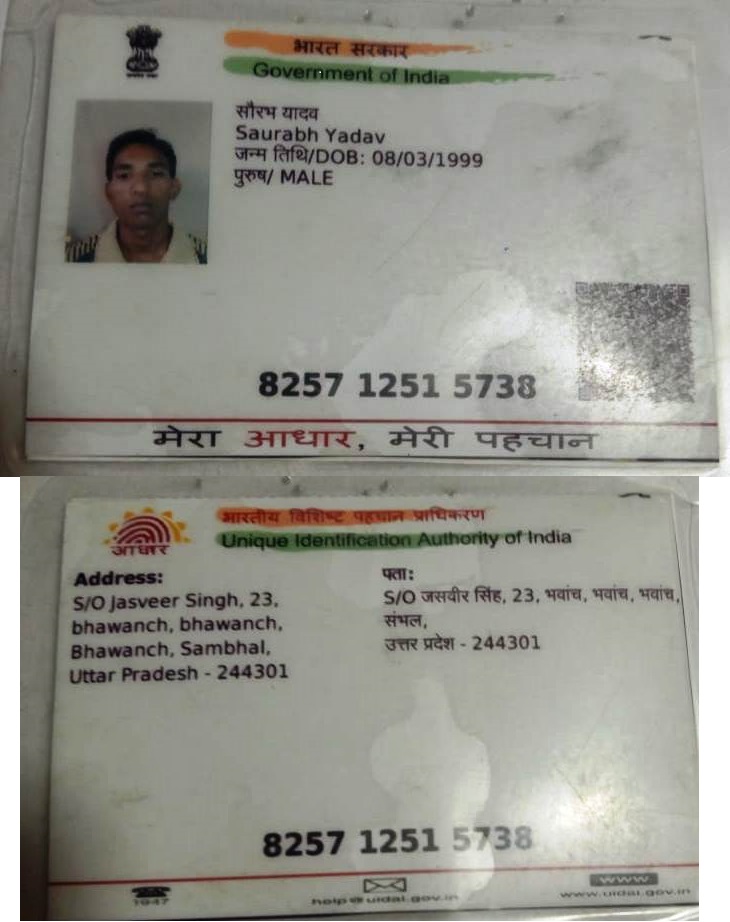 भारत सरकार
Government of India
सौरभ यादव
Saurabh Yadav
जन्म तिथि/DOB: 08/03/1999
पुरुष/ MALE
8257 1251 5738
मेरा आधार, मेरी पहचान
आधार
भारतीय विशिष्ट पहचान प्राधिकरण
Unique Identification Authority of India
Address:
S/O Jasveer Singh, 23,
bhawanch, bhawanch,
Bhawanch, Sambhal,
Uttar Pradesh - 244301
पता:
S/O जसवीर सिंह, 23, भवांच, भवांच, भवांच,
संभल,
उत्तर प्रदेश - 244301
8257 1251 5738
1947
help@uidai.gov.in
www
www.uidai.gov.in